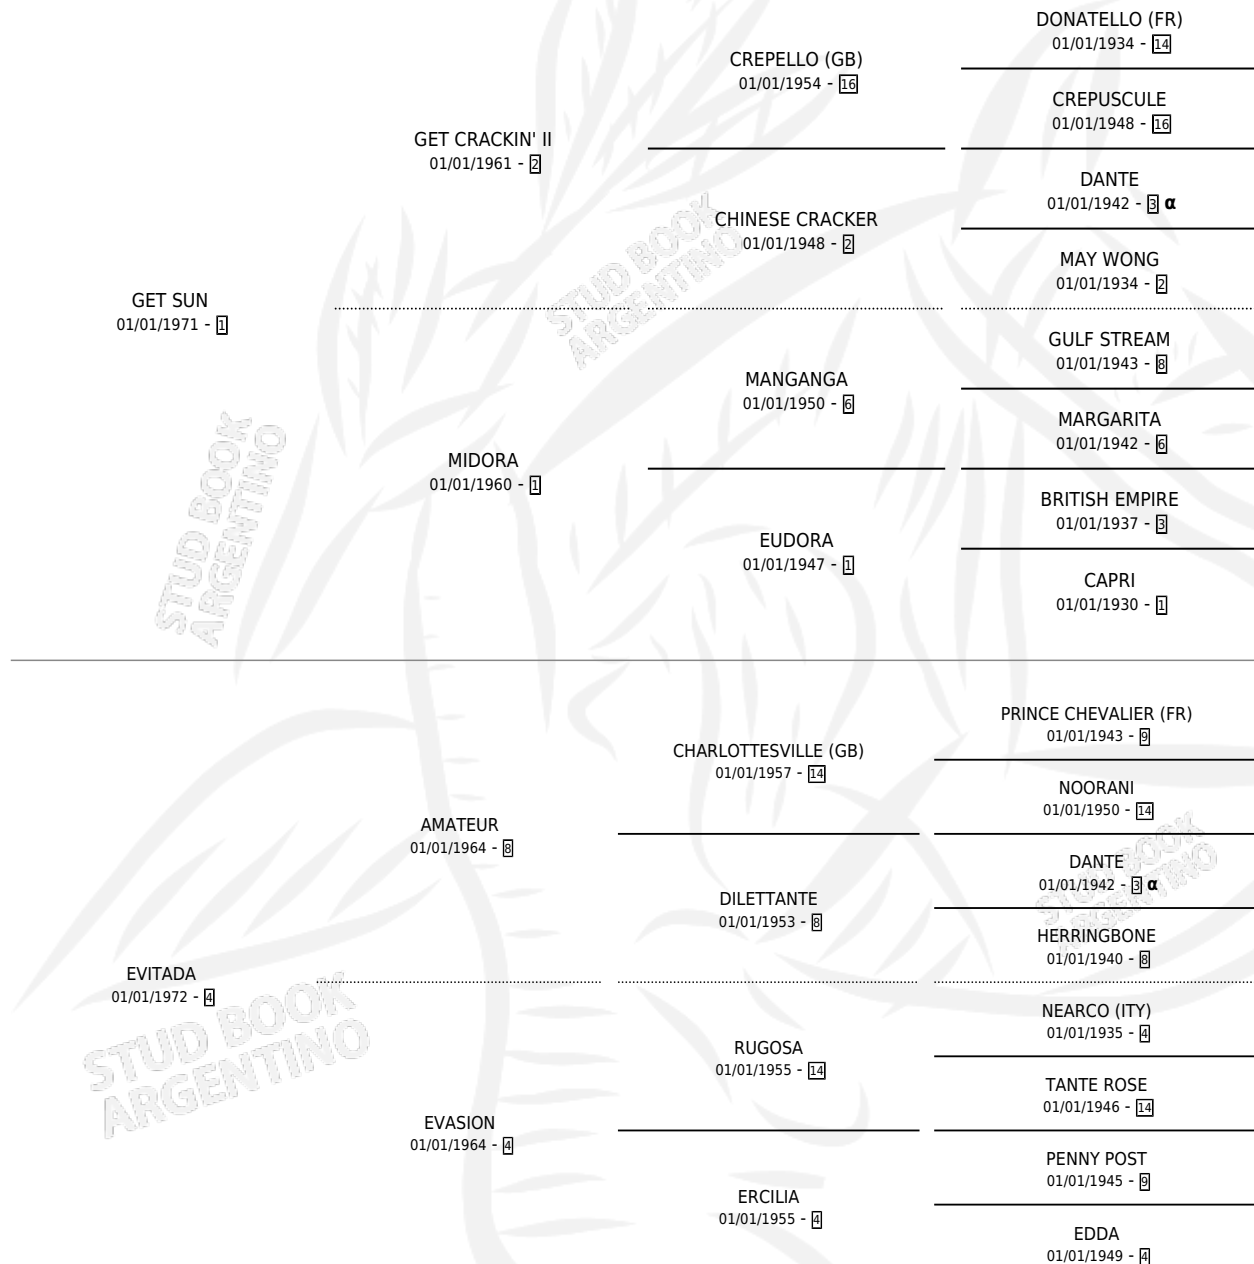 DONATELLO (FR)
01/01/1934 - 14
CREPELLO (GB)
01/01/1954 - 16
CREPUSCULE
01/01/1948 - 16
GET CRACKIN' II
01/01/1961 - 2
DANTE
01/01/1942 - 3 α
CHINESE CRACKER
01/01/1948 - 2
MAY WONG
01/01/1934 - 2
GET SUN
01/01/1971 - 1
GULF STREAM
01/01/1943 - 8
MANGANGA
01/01/1950 - 6
MARGARITA
01/01/1942 - 6
MIDORA
01/01/1960 - 1
BRITISH EMPIRE
01/01/1937 - 3
EUDORA
01/01/1947 - 1
CAPRI
01/01/1930 - 1
PRINCE CHEVALIER (FR)
01/01/1943 - 9
CHARLOTTESVILLE (GB)
01/01/1957 - 14
NOORANI
01/01/1950 - 14
AMATEUR
01/01/1964 - 8
DANTE
01/01/1942 - 3 α
DILETTANTE
01/01/1953 - 8
HERRINGBONE
01/01/1940 - 8
EVITADA
01/01/1972 - 4
NEARCO (ITY)
01/01/1935 - 4
RUGOSA
01/01/1955 - 14
TANTE ROSE
01/01/1946 - 14
EVASION
01/01/1964 - 4
PENNY POST
01/01/1945 - 9
ERCILIA
01/01/1955 - 4
EDDA
01/01/1949 - 4
STUD BOOK
ARGENTINO
STUD BOOK
ARGENTINO
STUD BOOK
ARGENTINO
STUD BOOK
ARGENTINO